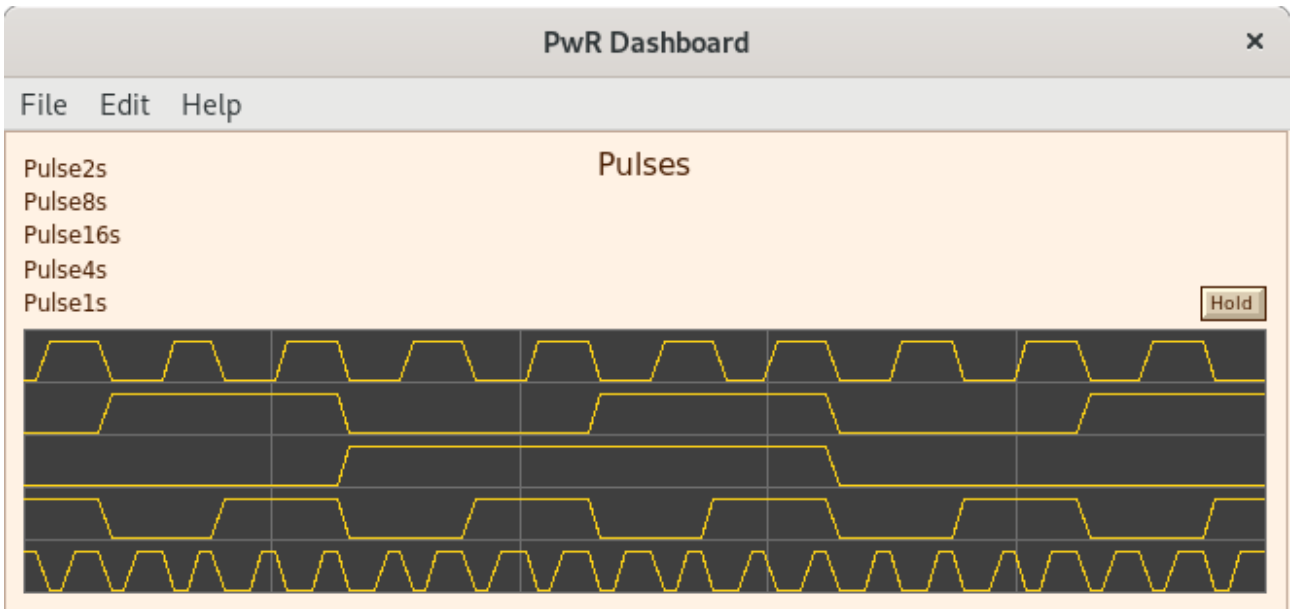 PwR Dashboard ×
File Edit Help
Pulses
Pulse2s
Pulse8s
Pulse16s
Pulse4s
Pulse1s
Hold